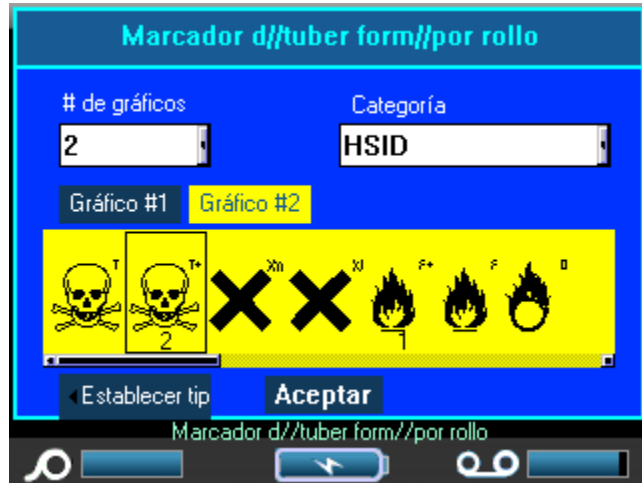 Marcador d//tuber form//por rollo
# de gráficos
Categoría
2
HSID
Gráfico #1
Gráfico #2
T T+ Xn Xi F+ F O
2 1
Establecer tip
Aceptar
Marcador d//tuber form//por rollo